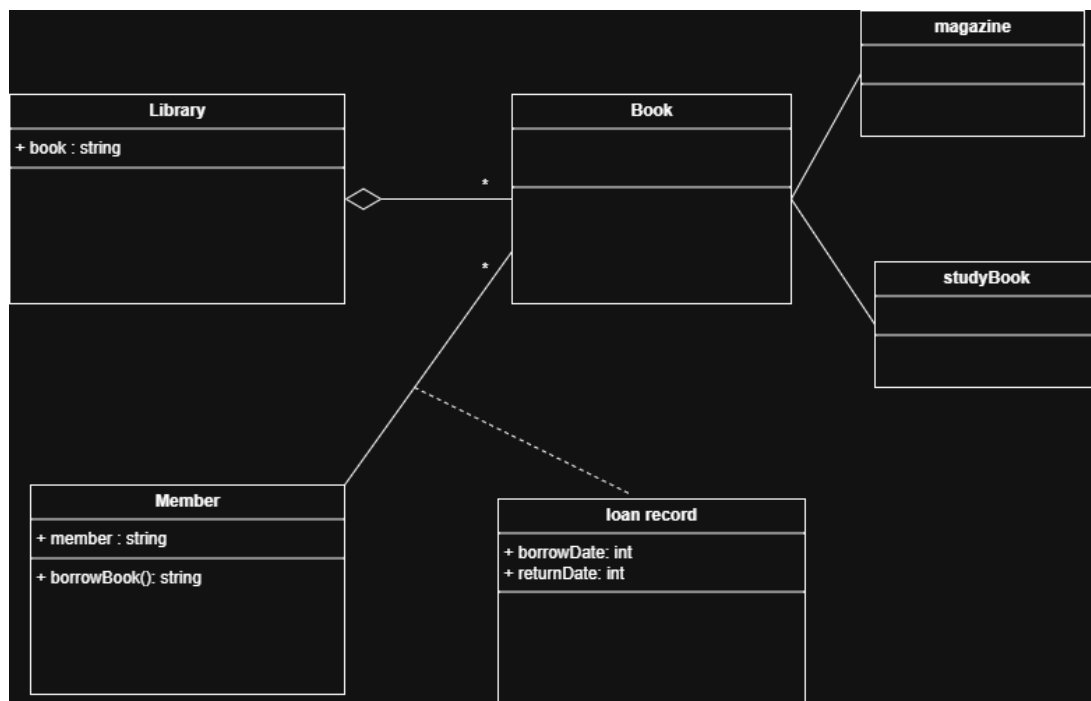 magazine
Library
+ book : string
Book
*
*
studyBook
Member
+ member : string
+ borrowBook(): string
loan record
+ borrowDate: int
+ returnDate: int